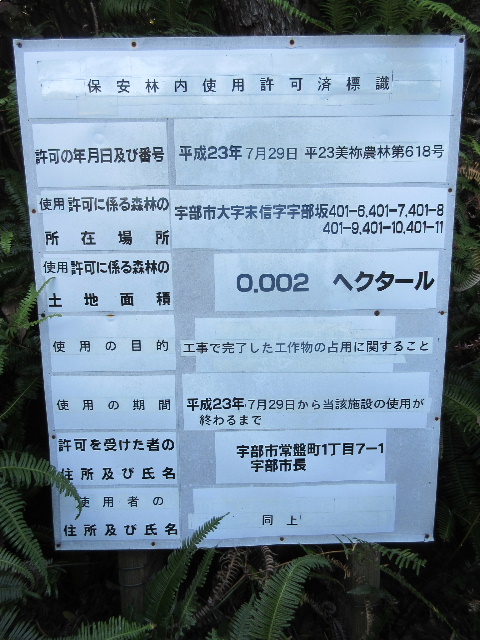 保安林内使用許可済標識
許可の年月日及び番号
平成23年 7月29日 平23美祢農林第618号
使用許可に係る森林の
所在場所
宇部市大字末信字宇部坂401-6,401-7,401-8
401-9,401-10,401-11
使用許可に係る森林の
土地面積
0.002 ヘクタール
使用の目的
工事で完了した工作物の占用に関すること
使用の期間
平成23年 7月29日から当該施設の使用が
終わるまで
許可を受けた者の
住所及び氏名
宇部市常盤町1丁目7-1
宇部市長
使用者の
住所及び氏名
同上